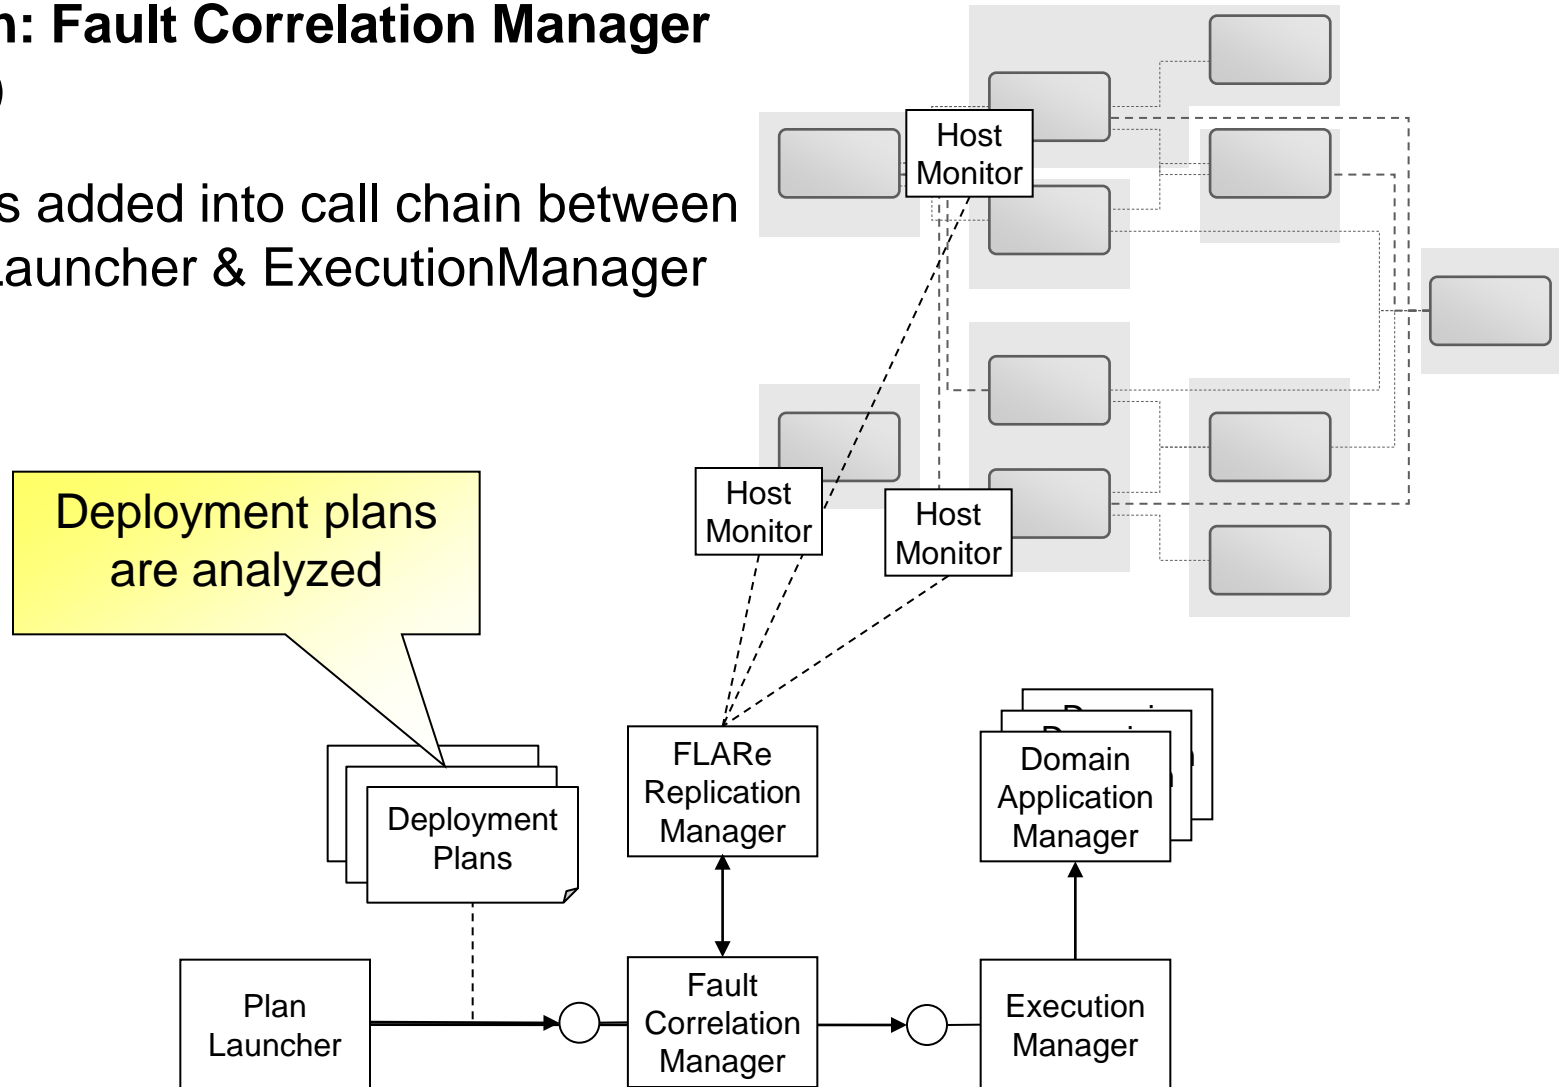 n: Fault Correlation Manager
)
s added into call chain between
Launcher & ExecutionManager
Host
Monitor
Host
Monitor
Host
Monitor
Deployment plans
are analyzed
FLARe
Replication
Manager
Domain
Application
Manager
Deployment
Plans
Plan
Launcher
Fault
Correlation
Manager
Execution
Manager